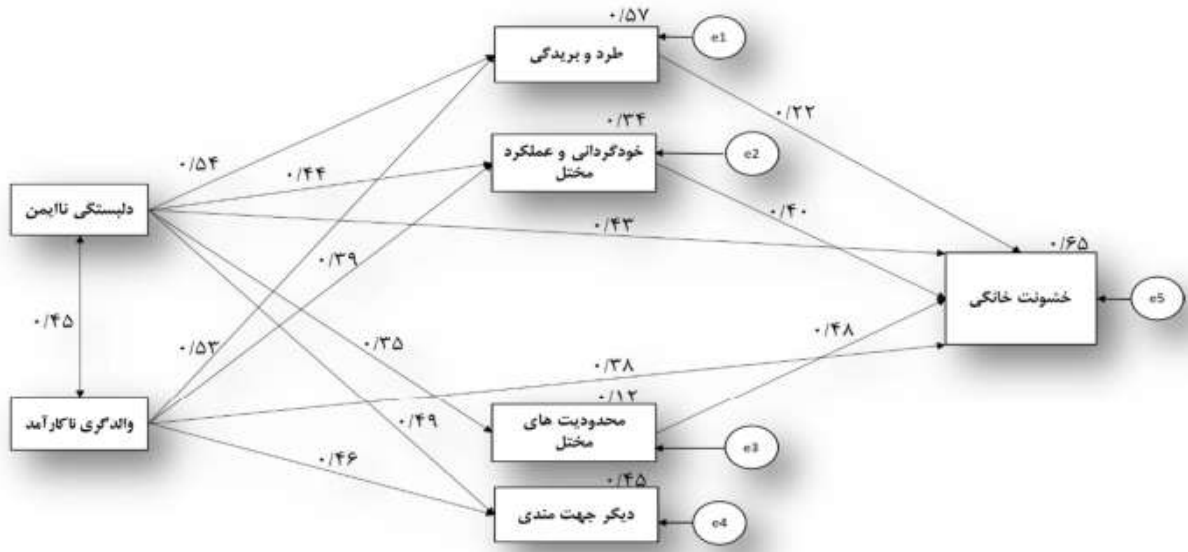 ۰/۵۷
e1
طرد و بریدگی
۰/۲۲
۰/۳۴
خودگردانی و عملکرد
مختل
e2
۰/۵۴
۰/۴۴
دلبستگی ناایمن
۰/۴۳
۰/۴۰
۰/۶۵
خشونت خانگی
e5
۰/۳۹
۰/۴۵
۰/۵۳
۰/۳۵
۰/۴۸
۰/۳۸
۰/۱۲
والدگری ناکارآمد
۰/۴۹
محدودیت های
مختل
e3
۰/۴۶
۰/۴۵
دیگر جهت مندی
e4